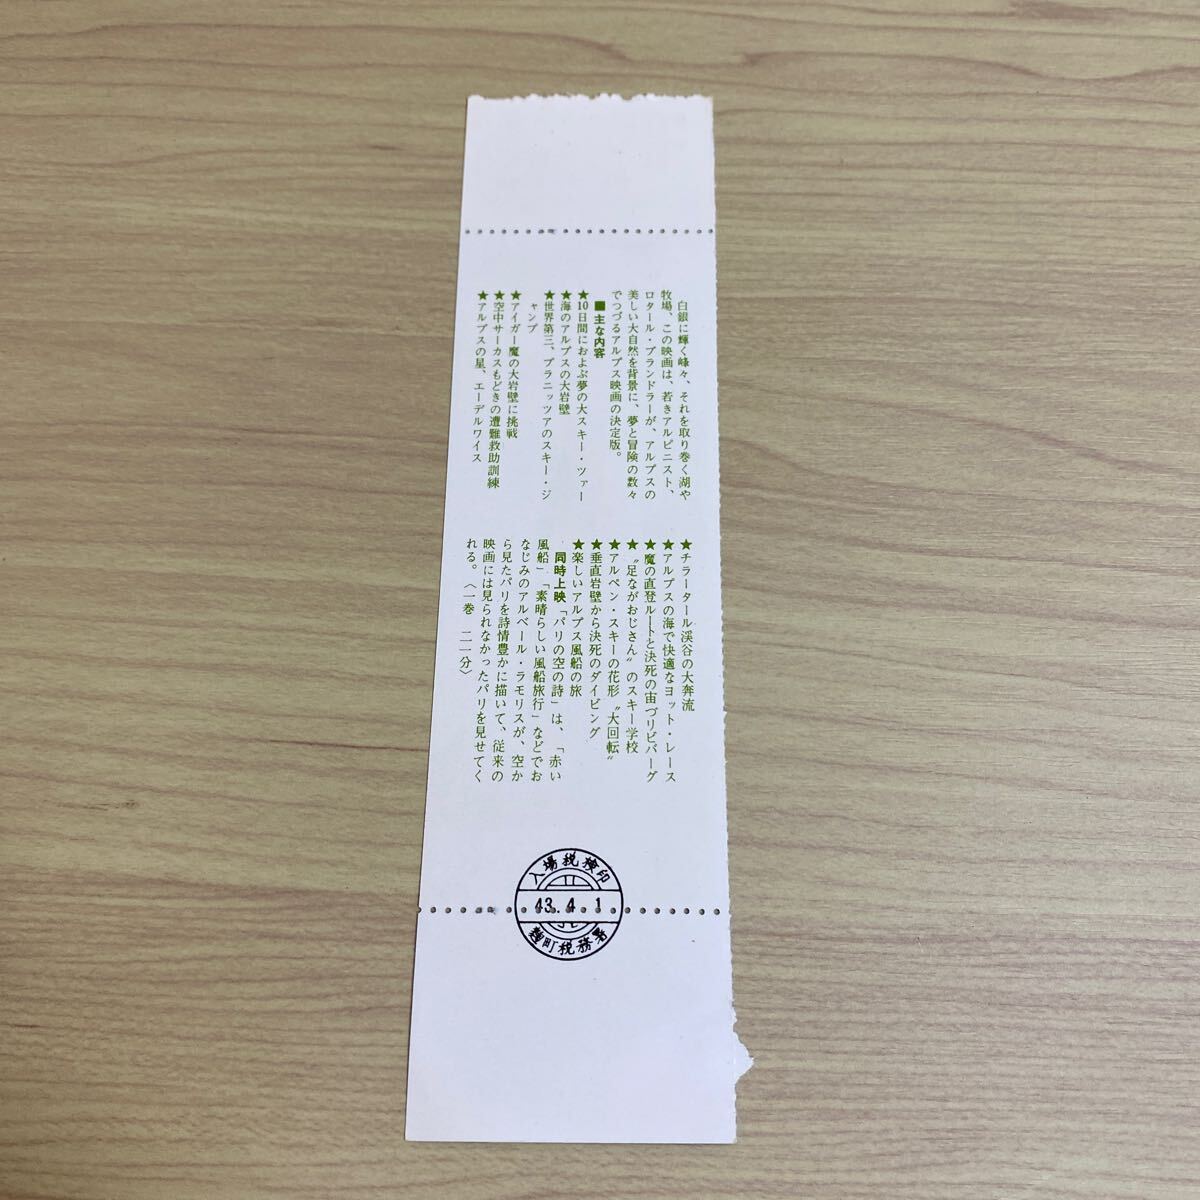 白銀に輝く峰々、それを取り巻く湖や
牧場、この映画は、若きアルピニスト、
ロタール・ブランドラーが、アルプスの
美しい大自然を背景に、夢と冒険の数々
でつづるアルプス映画の決定版。
■主な内容
★10日間におよぶ夢の大スキー・ツァー
★海のアルプスの大岩壁
★世界第三、プラニッツアのスキー・ジ
ャンプ
★アイガー魔の大岩壁に挑戦
★空中サーカスもどきの遭難救助訓練
★アルプスの星、エーデルワイス
★チラータール渓谷の大奔流
★アルプスの海で快適なヨット・レース
★魔の直登ルートと決死の宙づりビバーグ
★〝足ながおじさん〟のスキー学校
★アルペン・スキーの花形〝大回転〟
★垂直岩壁から決死のダイビング
★楽しいアルプス風船の旅
同時上映「パリの空の詩」は、「赤い
風船」「素晴らしい風船旅行」などでお
なじみのアルベール・ラモリスが、空か
ら見たパリを詩情豊かに描いて、従来の
映画には見られなかったパリを見せてく
れる。〈一巻 二一分〉
入場税検印
43.4.1
麹町税務署